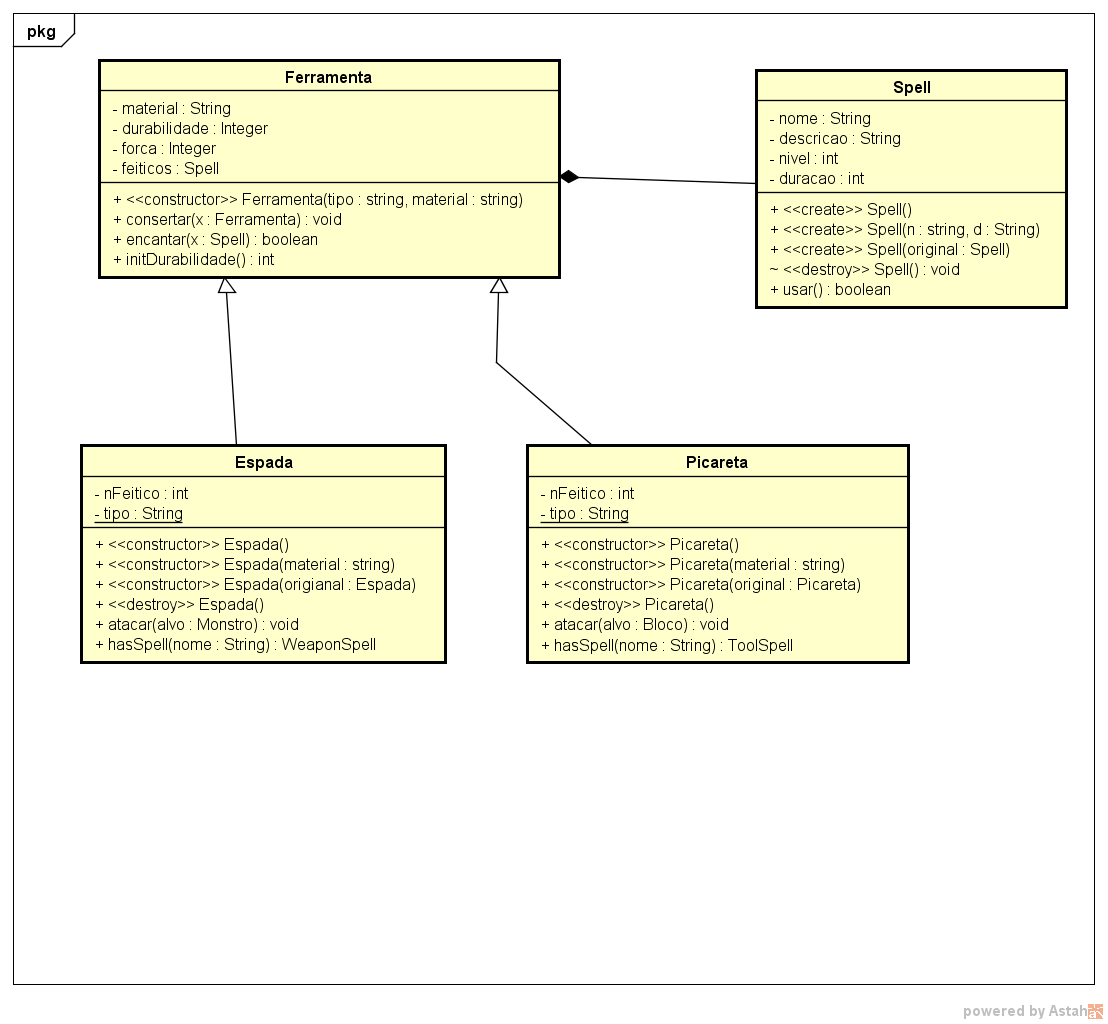 pkg
Ferramenta
- material : String
- durabilidade : Integer
- forca : Integer
- feiticos : Spell
+ <<constructor>> Ferramenta(tipo : string, material : string)
+ consertar(x : Ferramenta) : void
+ encantar(x : Spell) : boolean
+ initDurabilidade() : int
Spell
- nome : String
- descricao : String
- nivel : int
- duracao : int
+ <<create>> Spell()
+ <<create>> Spell(n : string, d : String)
+ <<create>> Spell(original : Spell)
~ <<destroy>> Spell() : void
+ usar() : boolean
Espada
- nFeitico : int
- tipo : String
+ <<constructor>> Espada()
+ <<constructor>> Espada(material : string)
+ <<constructor>> Espada(origianal : Espada)
+ <<destroy>> Espada()
+ atacar(alvo : Monstro) : void
+ hasSpell(nome : String) : WeaponSpell
Picareta
- nFeitico : int
- tipo : String
+ <<constructor>> Picareta()
+ <<constructor>> Picareta(material : string)
+ <<constructor>> Picareta(original : Picareta)
+ <<destroy>> Picareta()
+ atacar(alvo : Bloco) : void
+ hasSpell(nome : String) : ToolSpell
powered by Astah